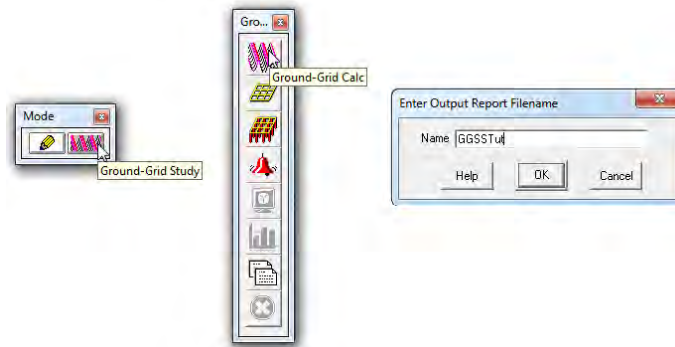 Mode
Ground-Grid Study
Gro...
Ground-Grid Calc
Enter Output Report Filename
Name GGSSTut
Help OK Cancel